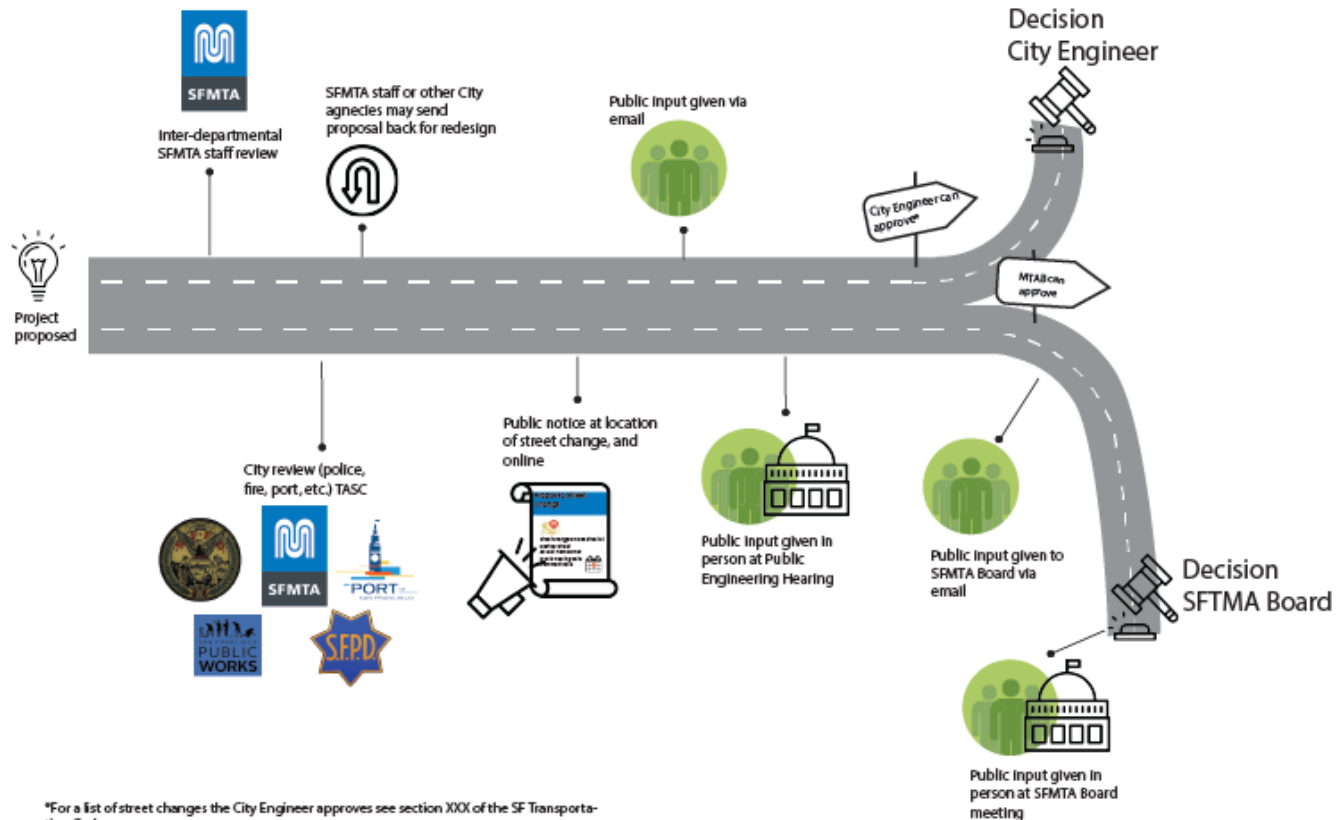 Decision
City Engineer
SFMTA
Inter-departmental
SFMTA staff review
SFMTA staff or other City
agnecies may send
proposal back for redesign
Public input given via
email
City Engineer can
approve*
MTAB can
approve
Project
proposed
City review (police,
fire, port, etc.) TASC
SFMTA
PORT
SAN FRANCISCO
PUBLIC
WORKS
S.F.P.D.
Public notice at location
of street change, and
online
Public input given in
person at Public
Engineering Hearing
Public input given to
SFMTA Board via
email
Decision
SFTMA Board
Public input given in
person at SFMTA Board
meeting
*For a list of street changes the City Engineer approves see section XXX of the SF Transporta-